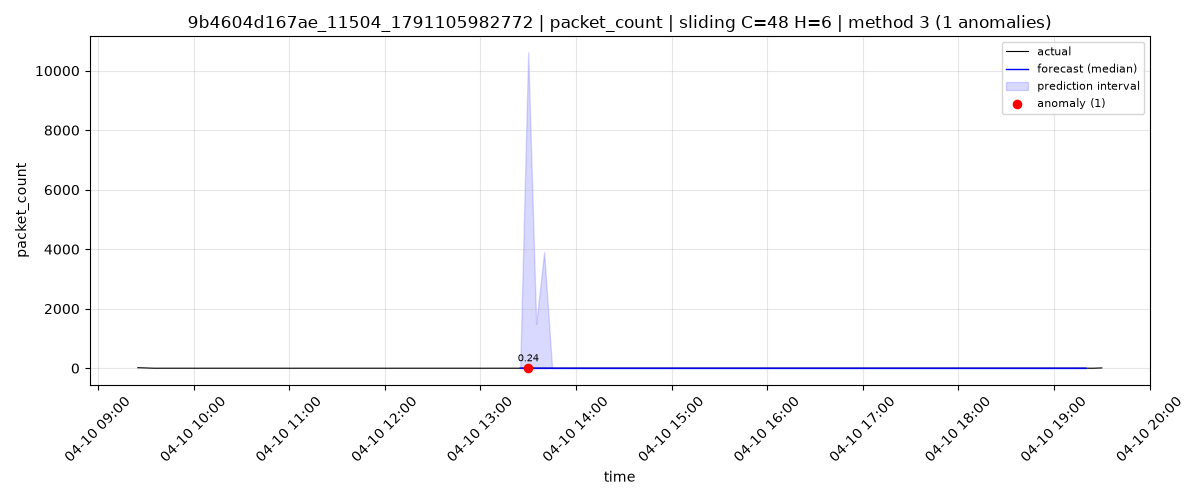 9b4604d167ae_11504_1791105982772 | packet_count | sliding C=48 H=6 | method 3 (1 anomalies)
actual
forecast (median)
prediction interval
anomaly (1)
packet_count
10000
8000
6000
4000
2000
0
0.24
04-10 09:00
04-10 10:00
04-10 11:00
04-10 12:00
04-10 13:00
04-10 14:00
04-10 15:00
04-10 16:00
04-10 17:00
04-10 18:00
04-10 19:00
04-10 20:00
time